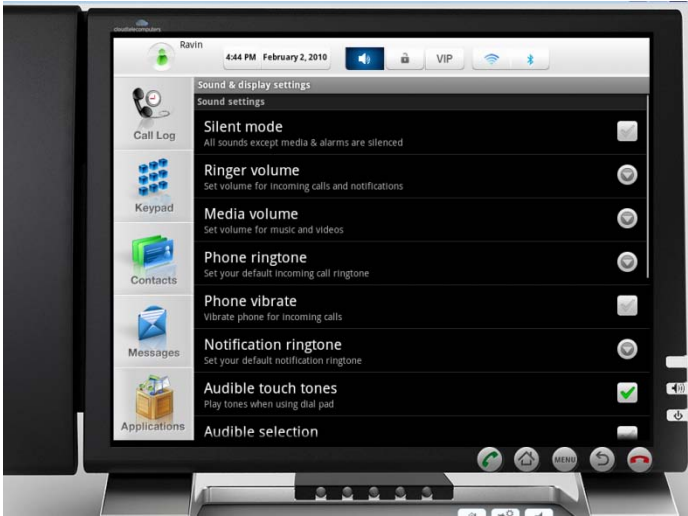 cloudtelecomputers
Ravin
4:44 PM February 2, 2010
VIP
Sound & display settings
Sound settings
Call Log
Silent mode
All sounds except media & alarms are silenced
Ringer volume
Set volume for incoming calls and notifications
Keypad
Media volume
Set volume for music and videos
Phone ringtone
Set your default incoming call ringtone
Contacts
Phone vibrate
Vibrate phone for incoming calls
Messages
Notification ringtone
Set your default notification ringtone
Audible touch tones
Play tones when using dial pad
Applications
Audible selection
MENU